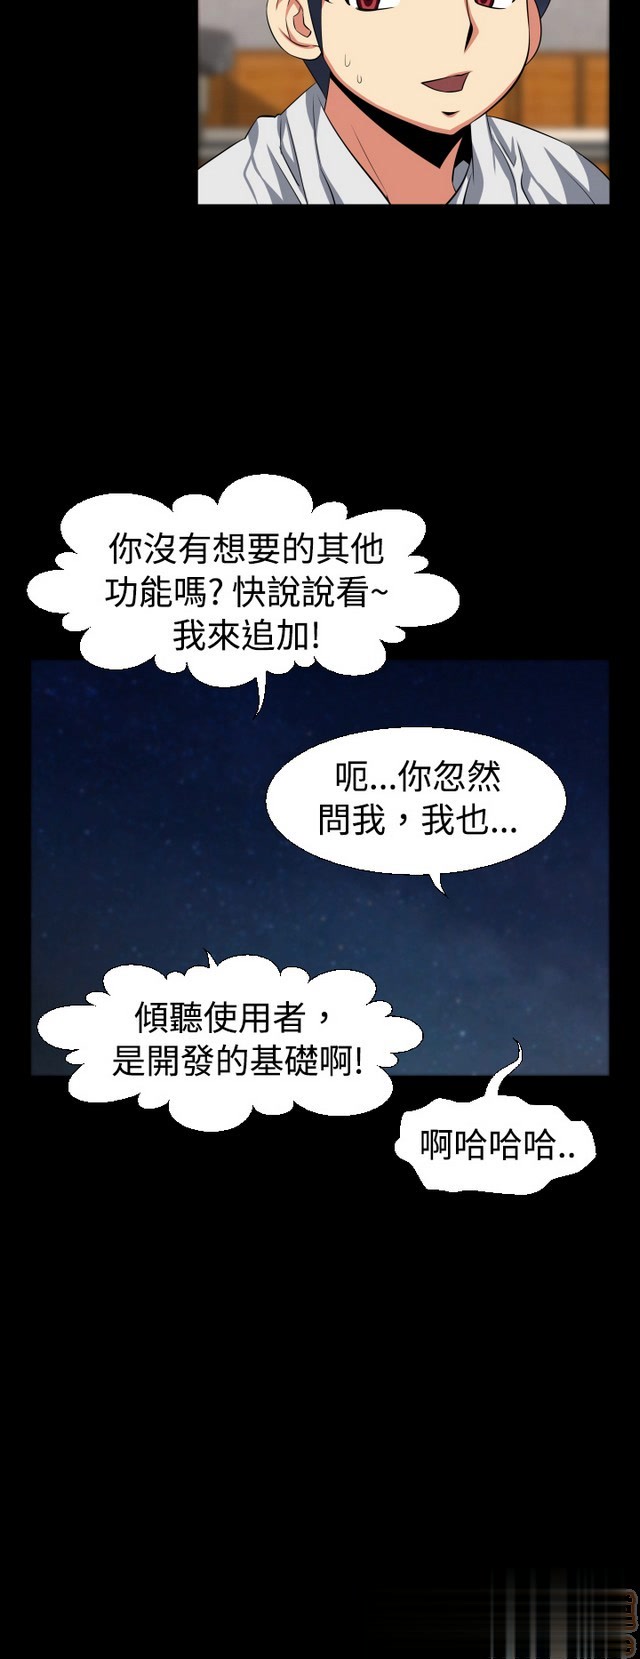 你沒有想要的其他
功能嗎? 快說說看~
我來追加!
呃...你忽然
問我，我也...
傾聽使用者，
是開發的基礎啊!
啊哈哈哈..